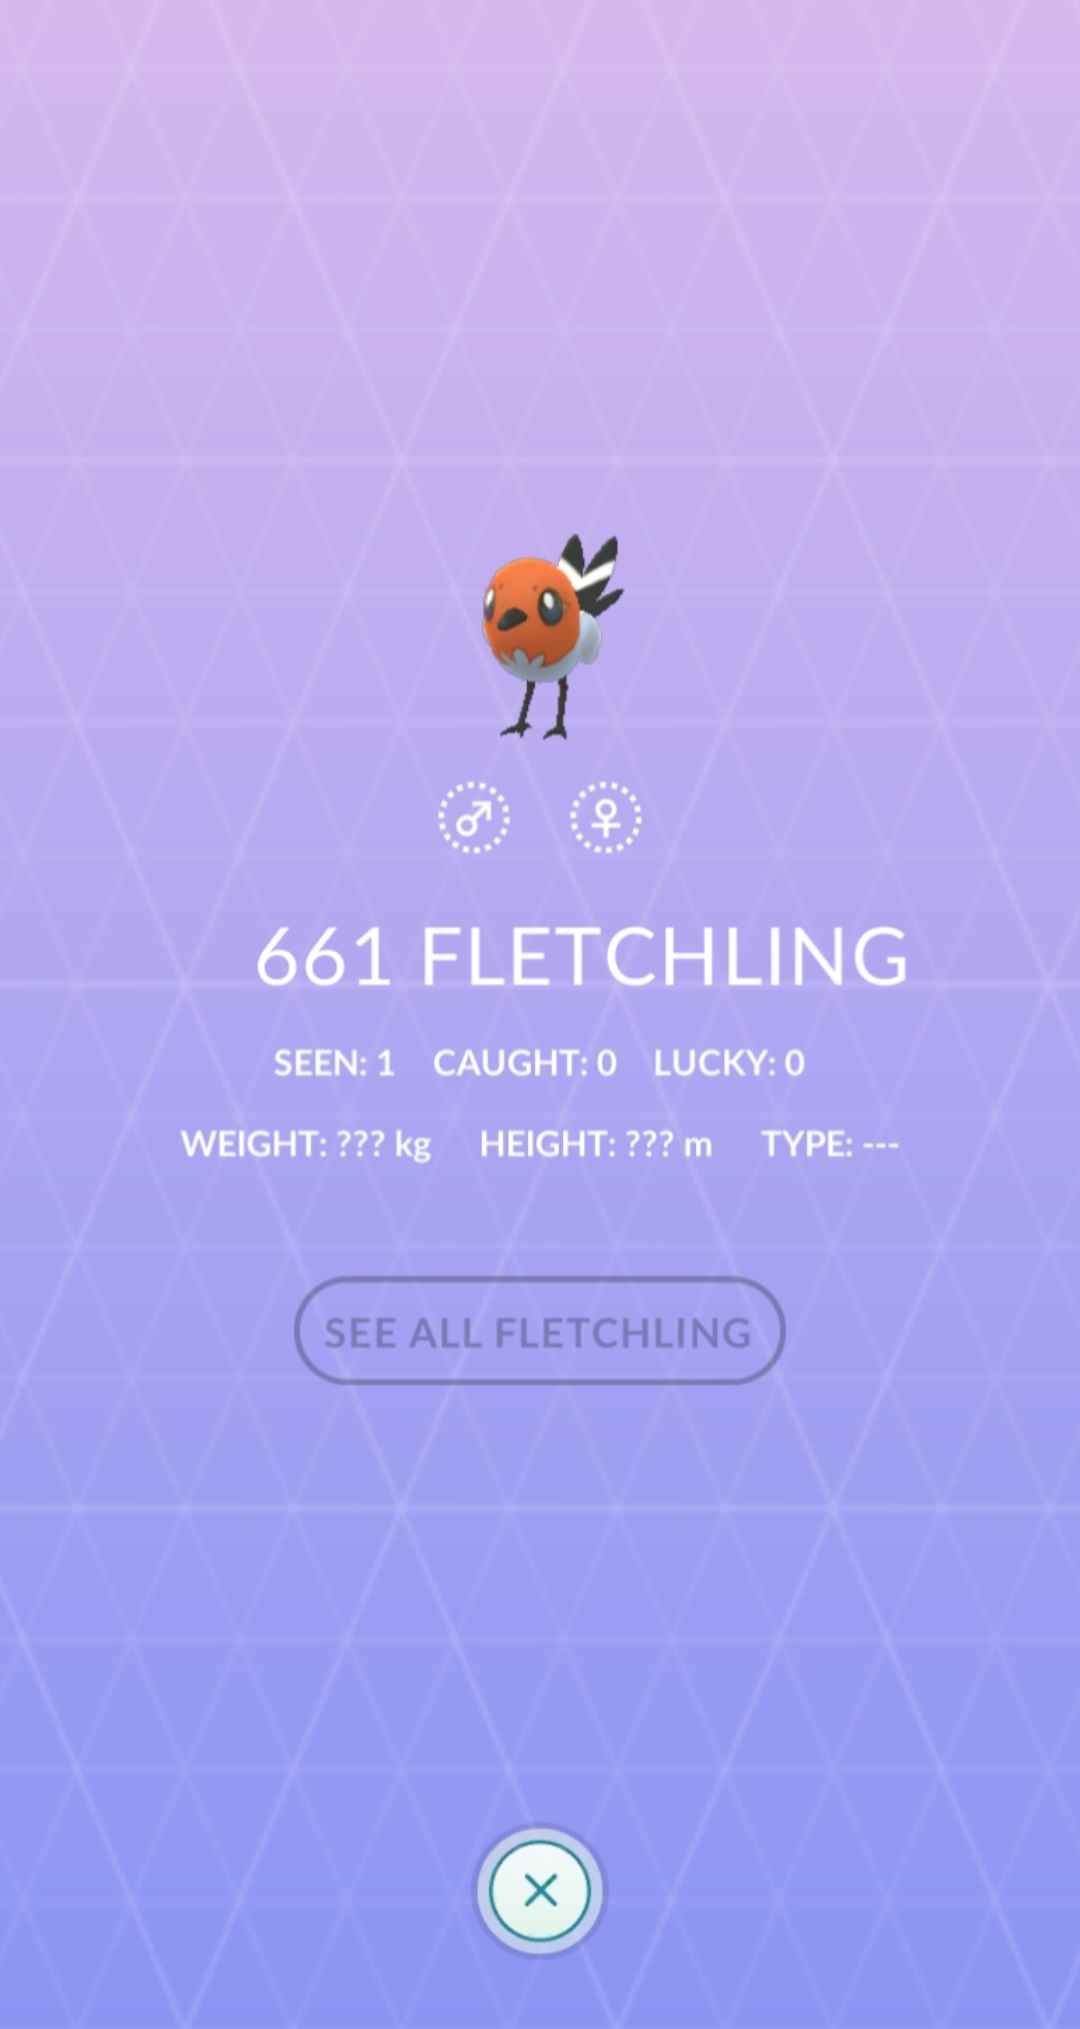 661 FLETCHLING
SEEN: 1 CAUGHT: 0 LUCKY: 0
WEIGHT: ??? kg HEIGHT: ??? m TYPE: ---
SEE ALL FLETCHLING